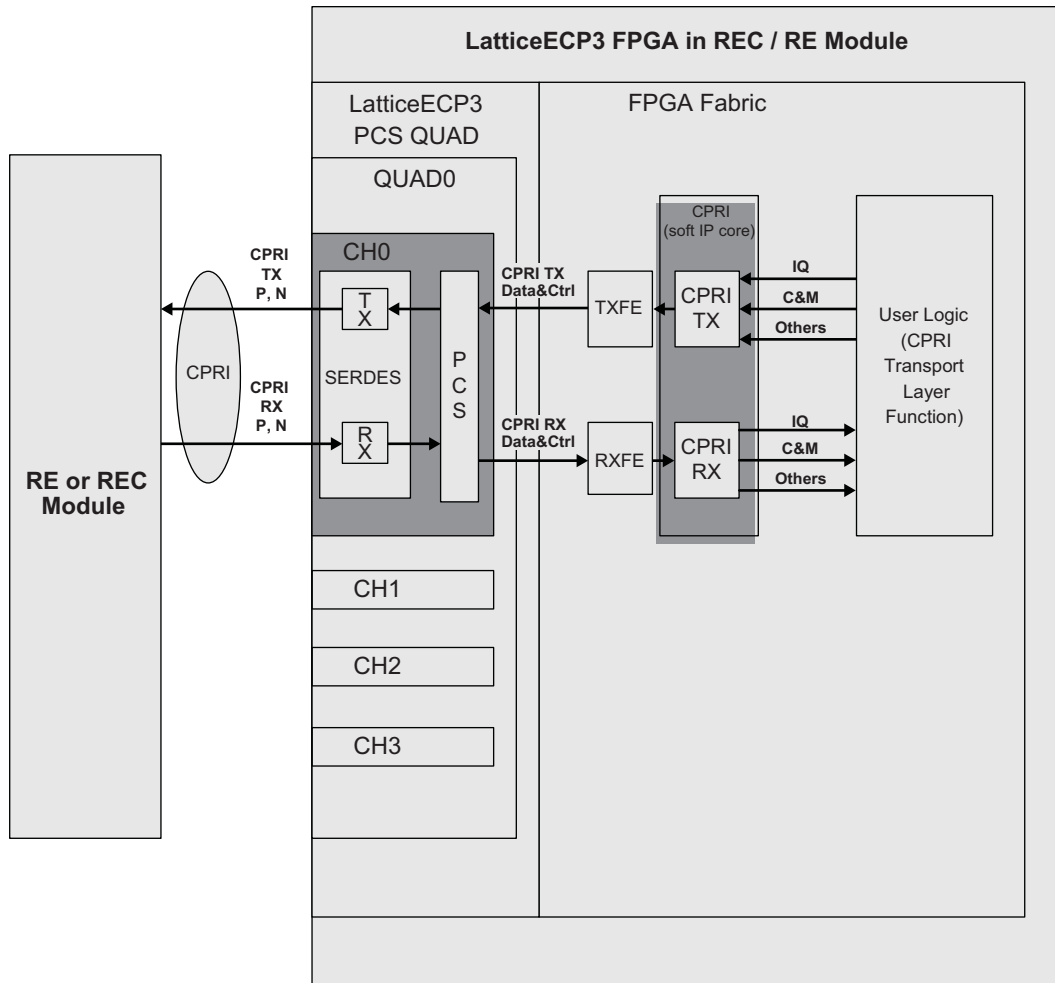 LatticeECP3 FPGA in REC / RE Module
LatticeECP3
PCS QUAD
FPGA Fabric
QUAD0
CPRI
(soft IP core)
CH0
CPRI
TX
P, N
CPRI TX
Data&Ctrl
IQ
C&M
Others
T
X
TXFE
CPRI
TX
User Logic
(CPRI
Transport
Layer
Function)
CPRI
SERDES
P
C
S
CPRI
RX
P, N
CPRI RX
Data&Ctrl
IQ
C&M
Others
R
X
RXFE
CPRI
RX
RE or REC
Module
CH1
CH2
CH3